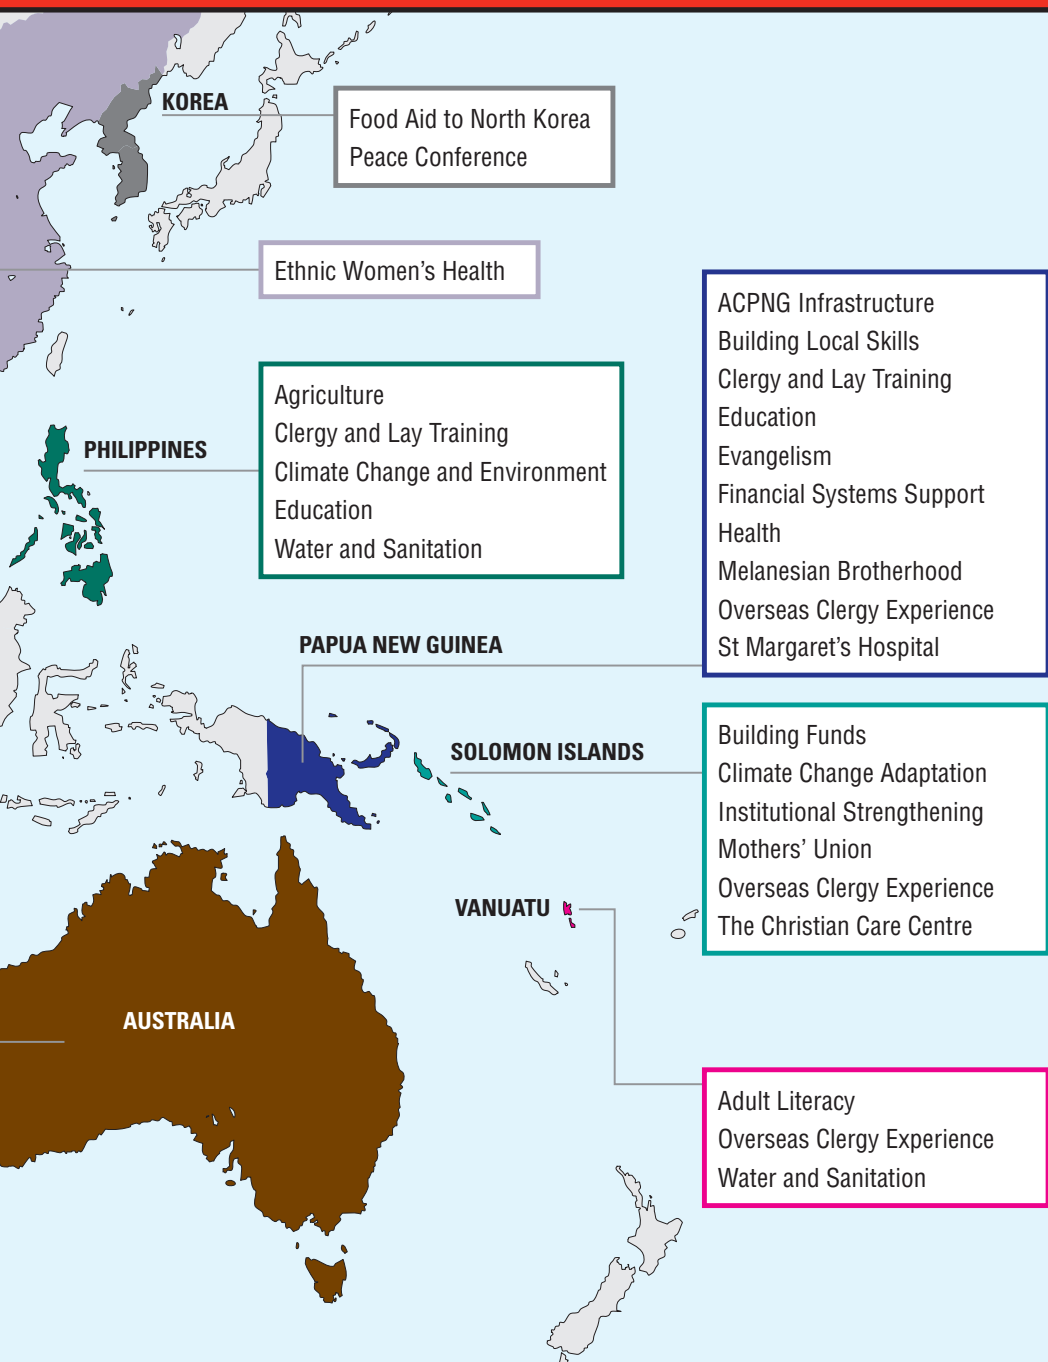 KOREA
Food Aid to North Korea
Peace Conference
Ethnic Women's Health
PHILIPPINES
Agriculture
Clergy and Lay Training
Climate Change and Environment
Education
Water and Sanitation
ACPNG Infrastructure
Building Local Skills
Clergy and Lay Training
Education
Evangelism
Financial Systems Support
Health
Melanesian Brotherhood
Overseas Clergy Experience
St Margaret's Hospital
PAPUA NEW GUINEA
SOLOMON ISLANDS
Building Funds
Climate Change Adaptation
Institutional Strengthening
Mothers' Union
Overseas Clergy Experience
The Christian Care Centre
VANUATU
AUSTRALIA
Adult Literacy
Overseas Clergy Experience
Water and Sanitation